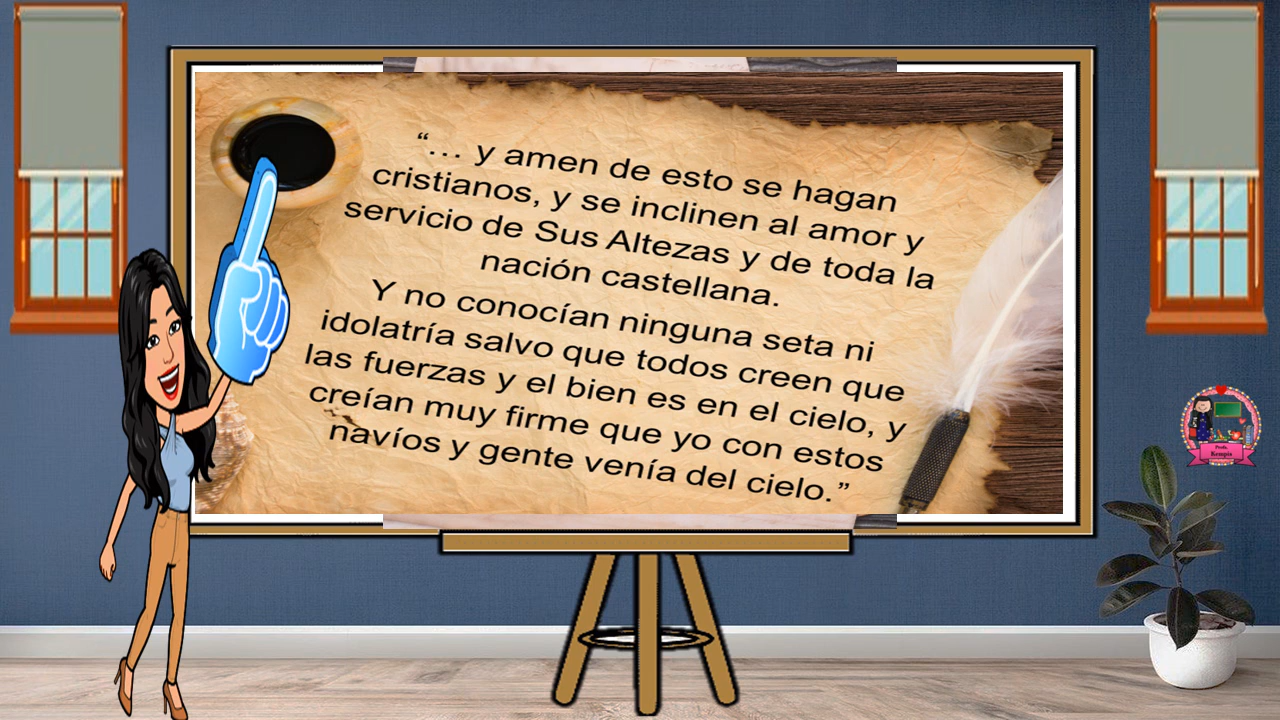 “... y amen de esto se hagan
cristianos, y se inclinen al amor y
servicio de Sus Altezas y de toda la
nación castellana.
Y no conocían ninguna seta ni
idolatría salvo que todos creen que
las fuerzas y el bien es en el cielo, y
creían muy firme que yo con estos
navíos y gente venía del cielo.”
Profa.
Kempis